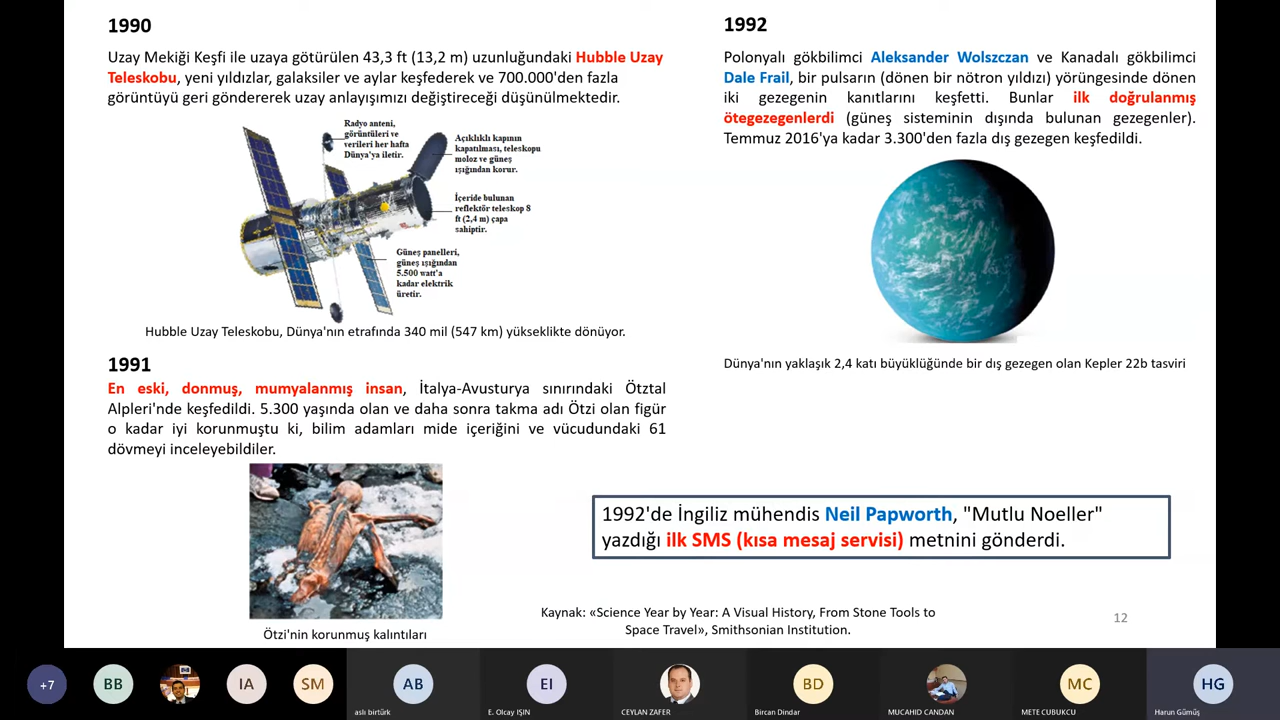 1990
Uzay Mekiği Keşfi ile uzaya götürülen 43,3 ft (13,2 m) uzunluğundaki Hubble Uzay
Teleskobu, yeni yıldızlar, galaksiler ve aylar keşfederek ve 700.000'den fazla
görüntüyü geri göndererek uzay anlayışımızı değiştireceği düşünülmektedir.
Radyo anteni,
görüntüleri ve
verileri her hafta
Dünya'ya iletir.
Açıklıklı kapının
kapatılması, teleskopu
moloz ve güneş
ışığından korur.
İçeride bulunan
reflektör teleskop 8
ft (2,4 m) çapa
sahiptir.
Güneş panelleri,
güneş ışığından
5.500 watt'a
kadar elektrik
üretir.
Hubble Uzay Teleskobu, Dünya'nın etrafında 340 mil (547 km) yükseklikte dönüyor.
1991
En eski, donmuş, mumyalanmış insan, İtalya-Avusturya sınırındaki Ötztal
Alpleri'nde keşfedildi. 5.300 yaşında olan ve daha sonra takma adı Ötzi olan figür
o kadar iyi korunmuştu ki, bilim adamları mide içeriğini ve vücudundaki 61
dövmeyi inceleyebildiler.
Ötzi'nin korunmuş kalıntıları
1992
Polonyalı gökbilimci Aleksander Wolszczan ve Kanadalı gökbilimci
Dale Frail, bir pulsarın (dönen bir nötron yıldızı) yörüngesinde dönen
iki gezegenin kanıtlarını keşfetti. Bunlar ilk doğrulanmış
ötegezegenlerdi (güneş sisteminin dışında bulunan gezegenler).
Temmuz 2016'ya kadar 3.300'den fazla dış gezegen keşfedildi.
Dünya'nın yaklaşık 2,4 katı büyüklüğünde bir dış gezegen olan Kepler 22b tasviri
1992'de İngiliz mühendis Neil Papworth, "Mutlu Noeller"
yazdığı ilk SMS (kısa mesaj servisi) metnini gönderdi.
Kaynak: «Science Year by Year: A Visual History, From Stone Tools to
Space Travel», Smithsonian Institution.
12
+7
BB
IA
SM
AB
EI
BD
MC
HG
aslı birtürk
E. Olcay IŞIN
CEYLAN ZAFER
Bircan Dindar
MUCAHID CANDAN
METE CUBUKCU
Harun Gümüş